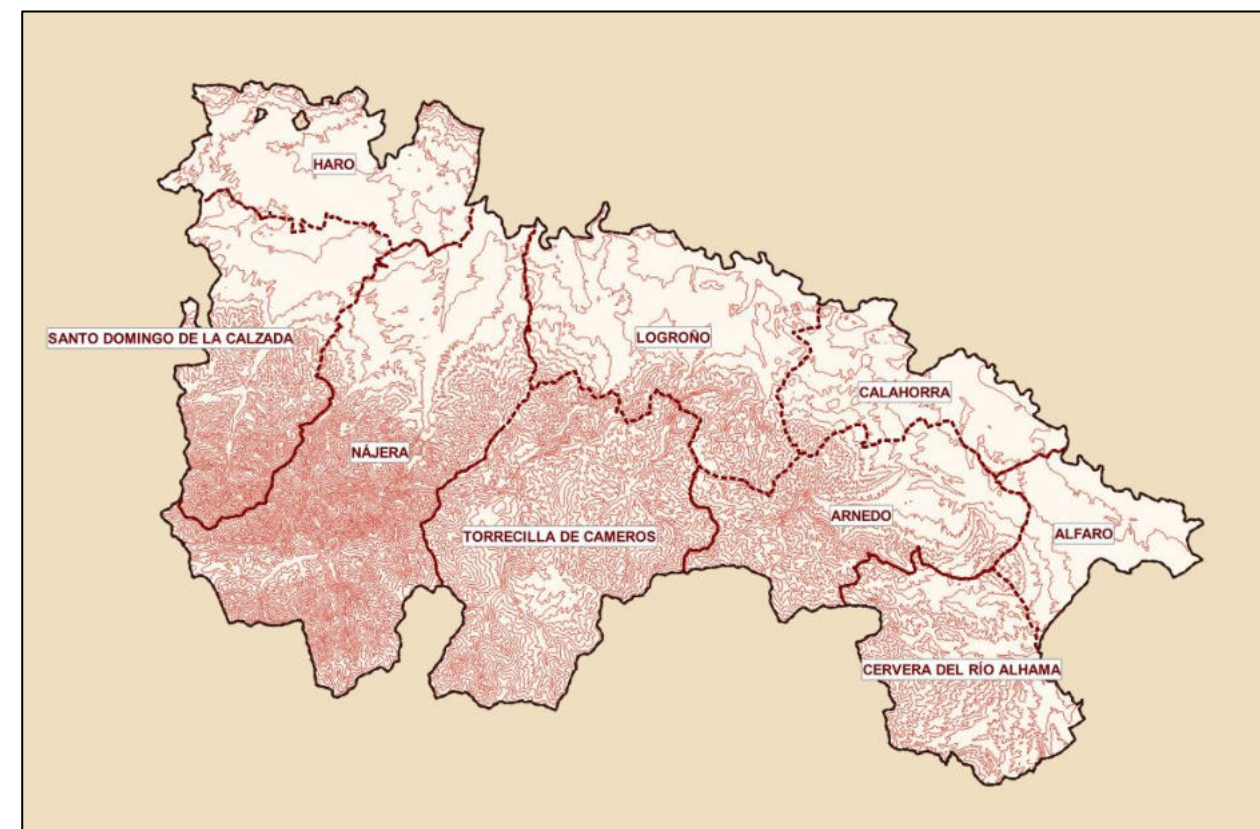 HARO
SANTO DOMINGO DE LA CALZADA
LOGROÑO
CALAHORRA
NÁJERA
ARNEDO
TORRECILLA DE CAMEROS
ALFARO
CERVERA DEL RÍO ALHAMA